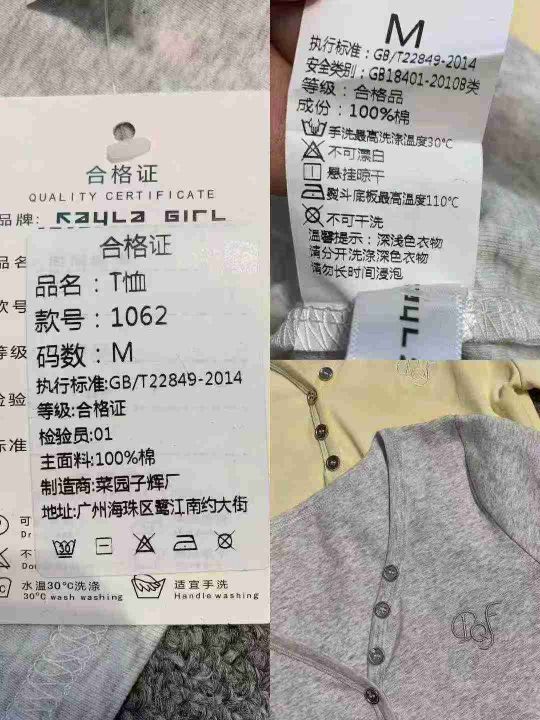 合格证
QUALITY CERTIFICATE
品牌: RAYLA GIRL
合格证
品名：T恤
款号：1062
码数：M
执行标准:GB/T22849-2014
等级:合格证
检验员:01
主面料:100%棉
制造商:菜园子辉厂
地址:广州海珠区鹭江南约大街
水温30°C洗涤
30°C wash washing
适宜手洗
Handle washing
M
执行标准：GB/T22849-2014
安全类别：GB18401-2010B类
等级：合格品
成份：100%棉
手洗最高洗涤温度30°C
不可漂白
悬挂晾干
熨斗底板最高温度110°C
不可干洗
温馨提示：深浅色衣物
请分开洗涤深色衣物
请勿长时间浸泡